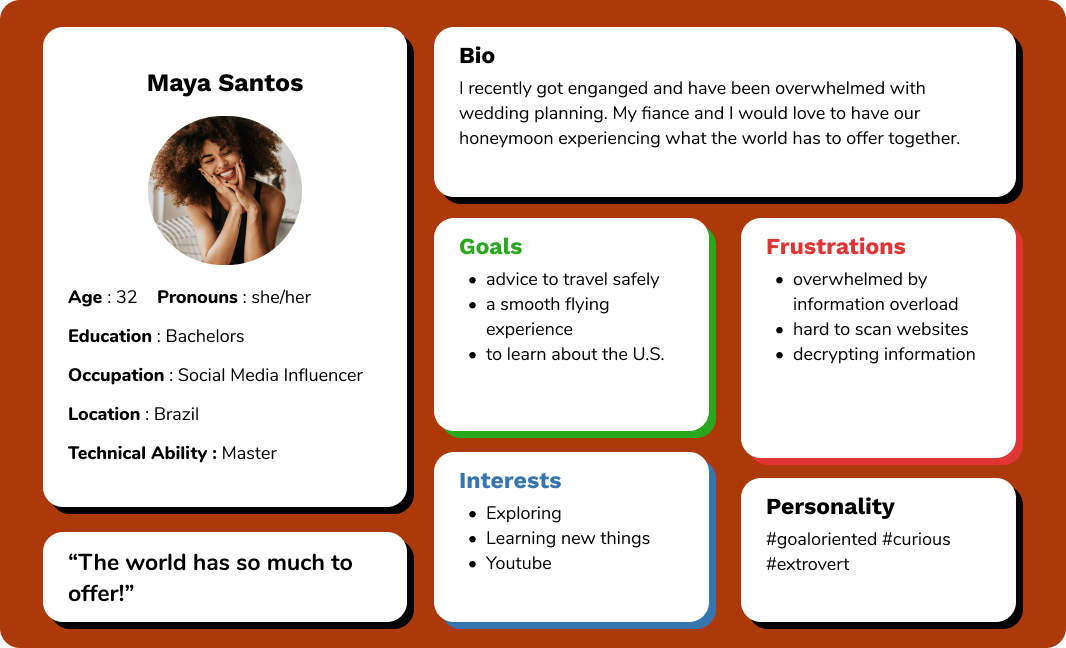 Maya Santos
Age : 32 Pronouns : she/her
Education : Bachelors
Occupation : Social Media Influencer
Location : Brazil
Technical Ability : Master
“The world has so much to
offer!”
Bio
I recently got enganged and have been overwhelmed with
wedding planning. My fiance and I would love to have our
honeymoon experiencing what the world has to offer together.
Goals
• advice to travel safely
• a smooth flying
experience
• to learn about the U.S.
Frustrations
• overwhelmed by
information overload
• hard to scan websites
• decrypting information
Interests
• Exploring
• Learning new things
• Youtube
Personality
#goaloriented #curious
#extrovert